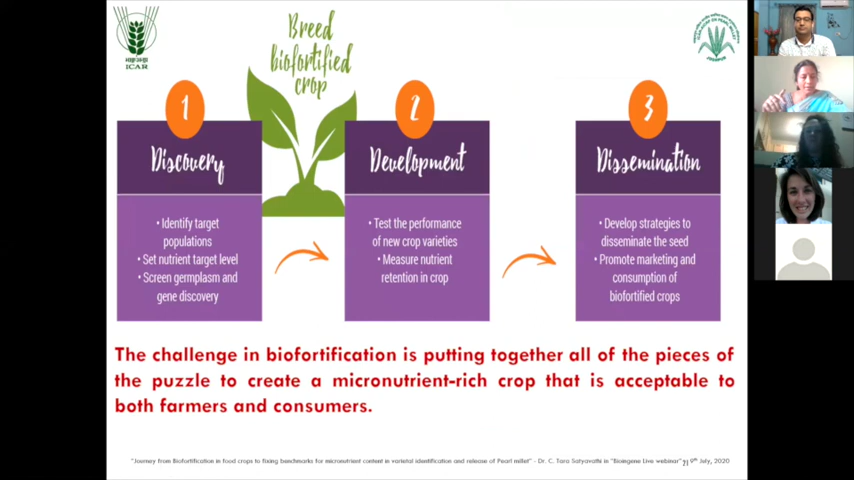 Breed
biofortified
crop
ICAR
JODHPUR
1
Discovery
• Identify target
populations
• Set nutrient target level
• Screen germplasm and
gene discovery
2
Development
• Test the performance
of new crop varieties
• Measure nutrient
retention in crop
3
Dissemination
• Develop strategies to
disseminate the seed
• Promote marketing and
consumption of
biofortified crops
The challenge in biofortification is putting together all of the pieces of
the puzzle to create a micronutrient-rich crop that is acceptable to
both farmers and consumers.
"Journey from Biofortification in food crops to fixing benchmarks for micronutrient content in varietal identification and release of Pearl millet" - Dr. C. Tara Satyavathi in "Bioingene Live webinar" 9th July, 2020